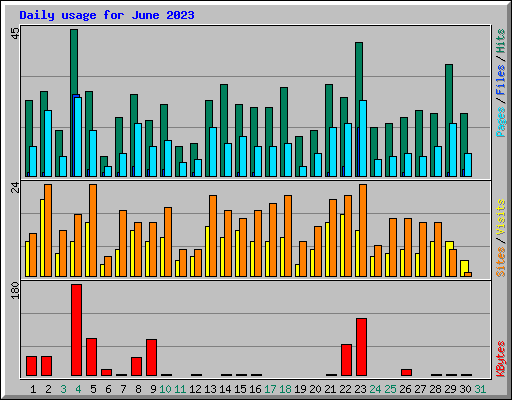 Daily usage for June 2023
45
Pages/Files/Hits
24
Sites/Visits
180
KBytes
1 2 3 4 5 6 7 8 9 10 11 12 13 14 15 16 17 18 19 20 21 22 23 24 25 26 27 28 29 30 31